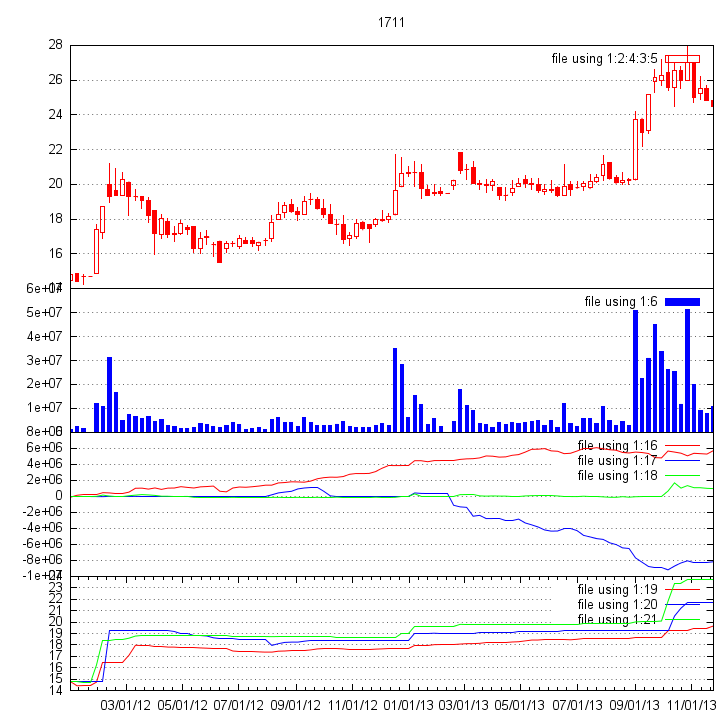 1711
28
file using 1:2:4:3:5
26
24
22
20
18
16
14
6e+07
file using 1:6
5e+07
4e+07
3e+07
2e+07
1e+07
0
8e+06
6e+06
file using 1:16
file using 1:17
4e+06
file using 1:18
2e+06
0
-2e+06
-4e+06
-6e+06
-8e+06
-1e+07
24
23
file using 1:19
22
file using 1:20
21
file using 1:21
20
19
18
17
16
15
14
03/01/12 05/01/12 07/01/12 09/01/12 11/01/12 01/01/13 03/01/13 05/01/13 07/01/13 09/01/13 11/01/13